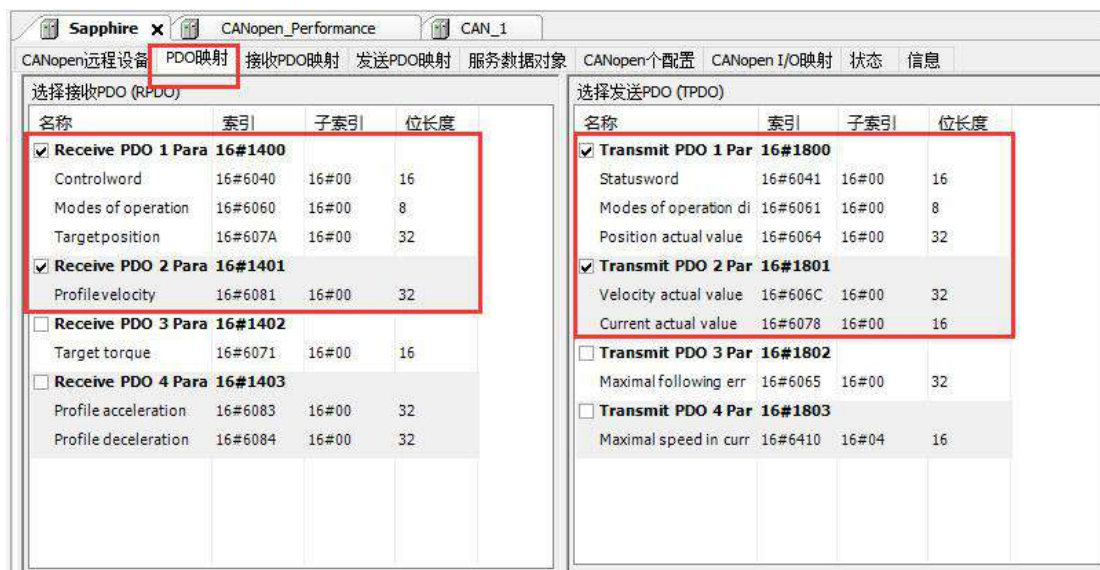 Sapphire CANopen_Performance CAN_1
CANopen远程设备 PDO映射 接收PDO映射 发送PDO映射 服务数据对象 CANopen个配置 CANopen I/O映射 状态 信息
选择接收PDO (RPDO)
名称 索引 子索引 位长度
Receive PDO 1 Para 16#1400
Controlword 16#6040 16#00 16
Modes of operation 16#6060 16#00 8
Targetposition 16#607A 16#00 32
Receive PDO 2 Para 16#1401
Profilevelocity 16#6081 16#00 32
Receive PDO 3 Para 16#1402
Target torque 16#6071 16#00 16
Receive PDO 4 Para 16#1403
Profile acceleration 16#6083 16#00 32
Profile deceleration 16#6084 16#00 32
选择发送PDO (TPDO)
名称 索引 子索引 位长度
Transmit PDO 1 Par 16#1800
Statusword 16#6041 16#00 16
Modes of operation di 16#6061 16#00 8
Position actual value 16#6064 16#00 32
Transmit PDO 2 Par 16#1801
Velocity actual value 16#606C 16#00 32
Current actual value 16#6078 16#00 16
Transmit PDO 3 Par 16#1802
Maximal following err 16#6065 16#00 32
Transmit PDO 4 Par 16#1803
Maximal speed in curr 16#6410 16#04 16